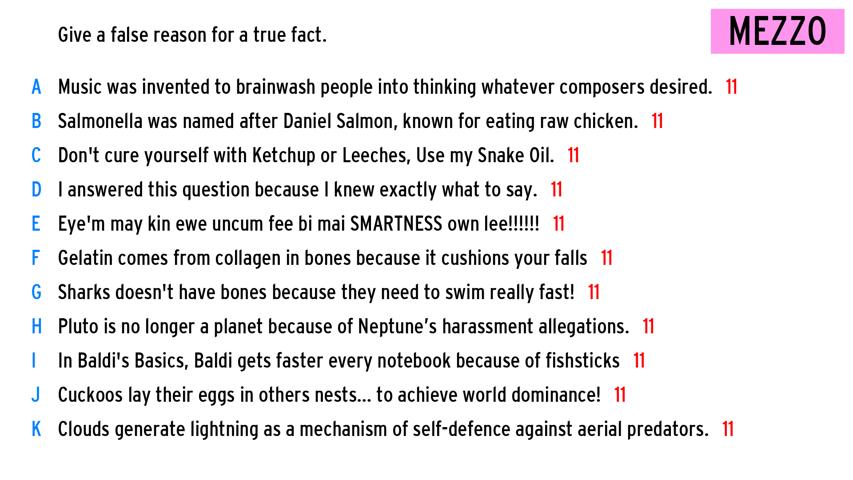 Give a false reason for a true fact.
MEZZO
A Music was invented to brainwash people into thinking whatever composers desired. 11
B Salmonella was named after Daniel Salmon, known for eating raw chicken. 11
C Don't cure yourself with Ketchup or Leeches, Use my Snake Oil. 11
D I answered this question because I knew exactly what to say. 11
E Eye'm may kin ewe uncum fee bi mai SMARTNESS own lee!!!!!! 11
F Gelatin comes from collagen in bones because it cushions your falls 11
G Sharks doesn't have bones because they need to swim really fast! 11
H Pluto is no longer a planet because of Neptune’s harassment allegations. 11
I In Baldi's Basics, Baldi gets faster every notebook because of fishsticks 11
J Cuckoos lay their eggs in others nests... to achieve world dominance! 11
K Clouds generate lightning as a mechanism of self-defence against aerial predators. 11